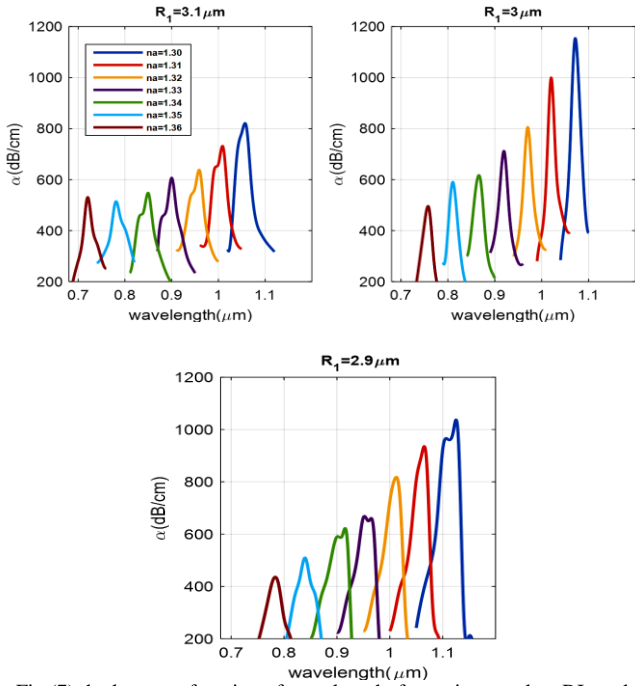 R1=3.1μm
1200
1000
800
600
400
200
α(dB/cm)
na=1.30
na=1.31
na=1.32
na=1.33
na=1.34
na=1.35
na=1.36
0.7 0.8 0.9 1 1.1
wavelength(μm)
R1=3μm
1200
1000
800
600
400
200
α(dB/cm)
0.7 0.8 0.9 1 1.1
wavelength(μm)
R1=2.9μm
1200
1000
800
600
400
200
α(dB/cm)
0.7 0.8 0.9 1 1.1
wavelength(μm)